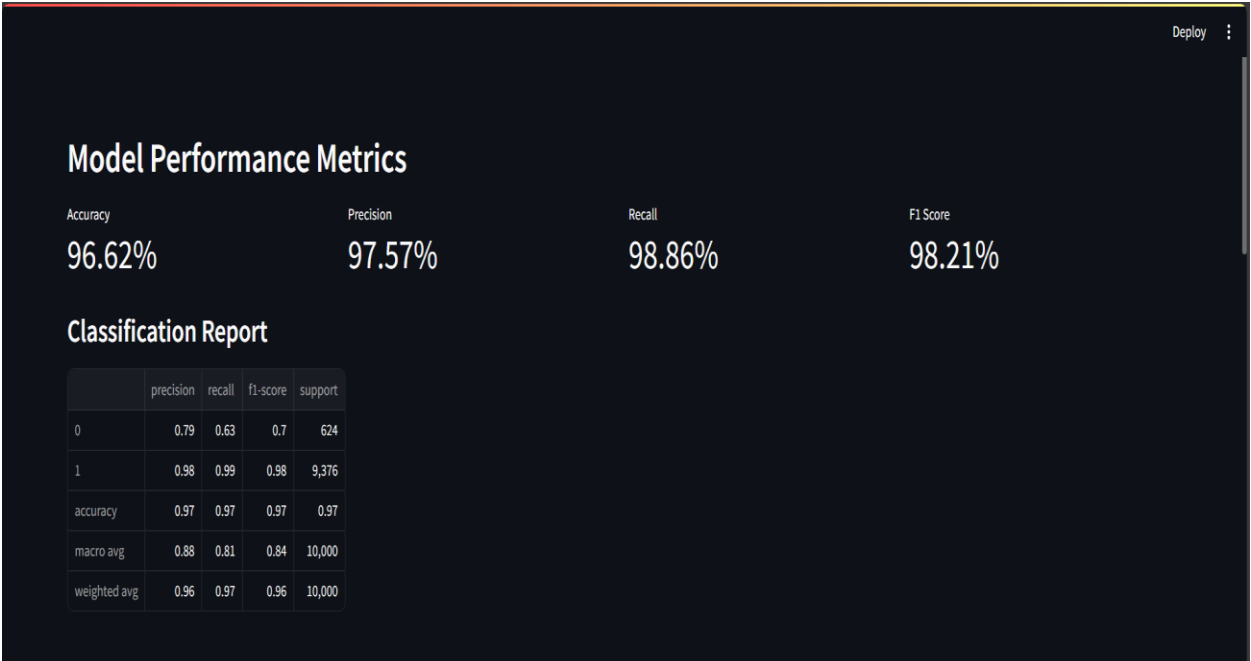 Deploy
Model Performance Metrics
Accuracy Precision Recall F1 Score
96.62% 97.57% 98.86% 98.21%
Classification Report
precision recall f1-score support
0 0.79 0.63 0.7 624
1 0.98 0.99 0.98 9,376
accuracy 0.97 0.97 0.97 0.97
macro avg 0.88 0.81 0.84 10,000
weighted avg 0.96 0.97 0.96 10,000